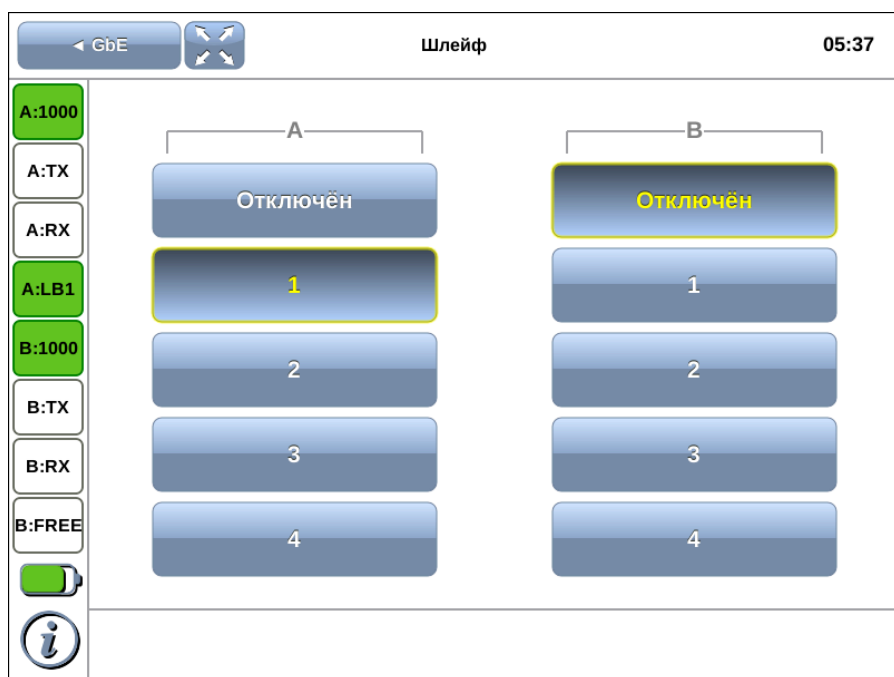 ◄ GbE
Шлейф
05:37
A:1000
A:TX
A:RX
A:LB1
B:1000
B:TX
B:RX
B:FREE
i
A
Отключён
1
2
3
4
B
Отключён
1
2
3
4